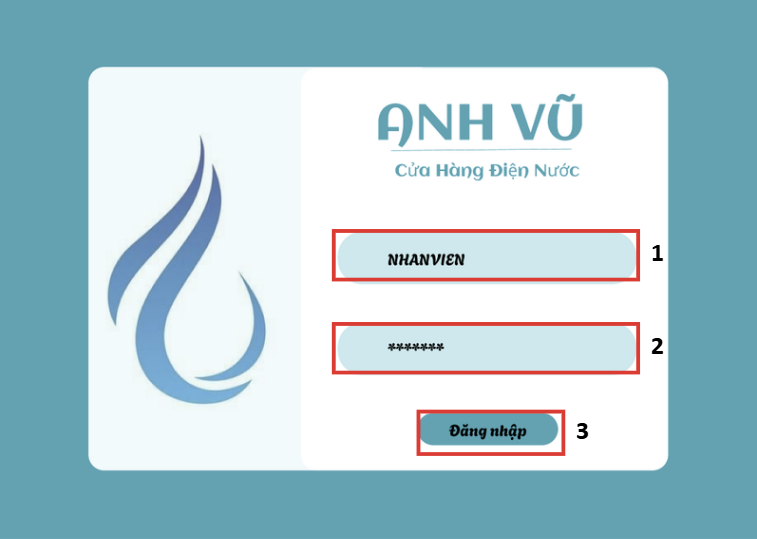 ANH VŨ
Cửa Hàng Điện Nước
NHANVIEN
1
*******
2
Đăng nhập
3